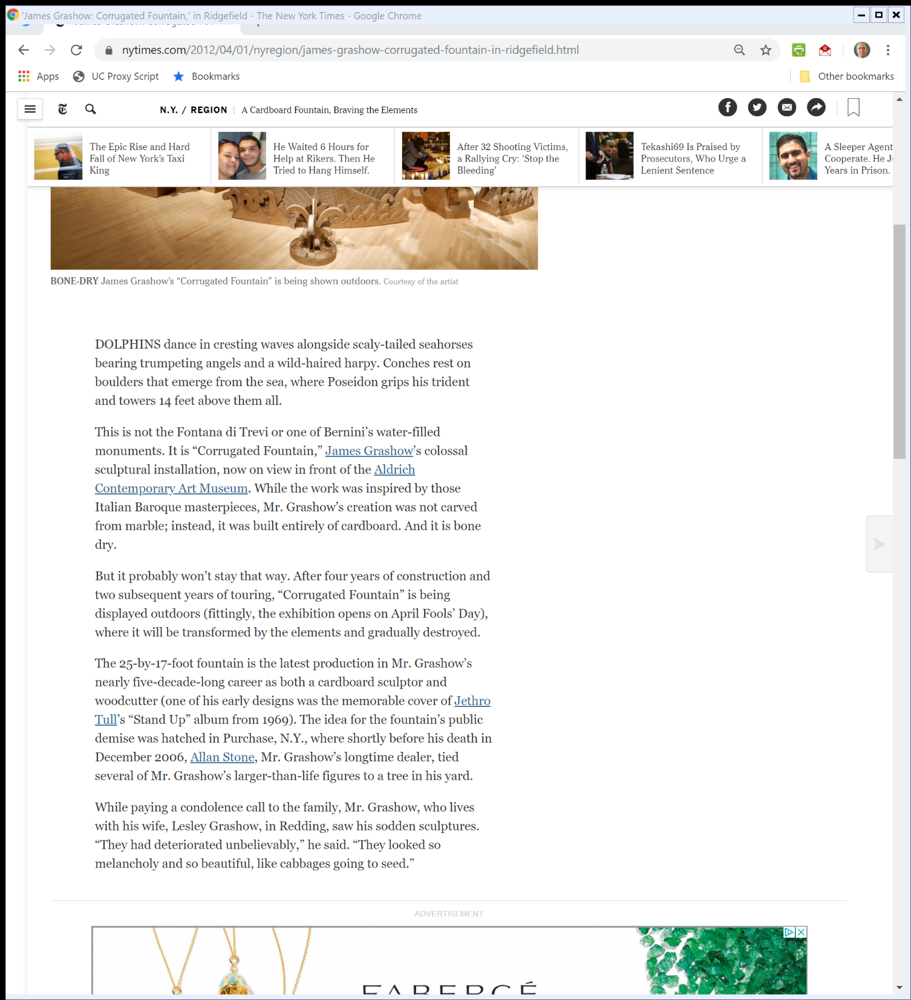 'James Grashow: Corrugated Fountain,' in Ridgefield - The New York Times - Google Chrome
nytimes.com/2012/04/01/nyregion/james-grashow-corrugated-fountain-in-ridgefield.html
Apps UC Proxy Script Bookmarks Other bookmarks
N.Y. / REGION | A Cardboard Fountain, Braving the Elements
The Epic Rise and Hard
Fall of New York's Taxi
King
He Waited 6 Hours for
Help at Rikers. Then He
Tried to Hang Himself.
After 32 Shooting Victims,
a Rallying Cry: 'Stop the
Bleeding'
Tekashi69 Is Praised by
Prosecutors, Who Urge a
Lenient Sentence
A Sleeper Agent
Cooperate. He J
Years in Prison.
BONE-DRY James Grashow's “Corrugated Fountain” is being shown outdoors. Courtesy of the artist
DOLPHINS dance in cresting waves alongside scaly-tailed seahorses
bearing trumpeting angels and a wild-haired harpy. Conches rest on
boulders that emerge from the sea, where Poseidon grips his trident
and towers 14 feet above them all.
This is not the Fontana di Trevi or one of Bernini's water-filled
monuments. It is “Corrugated Fountain,” James Grashow's colossal
sculptural installation, now on view in front of the Aldrich
Contemporary Art Museum. While the work was inspired by those
Italian Baroque masterpieces, Mr. Grashow's creation was not carved
from marble; instead, it was built entirely of cardboard. And it is bone
dry.
But it probably won't stay that way. After four years of construction and
two subsequent years of touring, “Corrugated Fountain” is being
displayed outdoors (fittingly, the exhibition opens on April Fools' Day),
where it will be transformed by the elements and gradually destroyed.
The 25-by-17-foot fountain is the latest production in Mr. Grashow's
nearly five-decade-long career as both a cardboard sculptor and
woodcutter (one of his early designs was the memorable cover of Jethro
Tull's “Stand Up” album from 1969). The idea for the fountain's public
demise was hatched in Purchase, N.Y., where shortly before his death in
December 2006, Allan Stone, Mr. Grashow's longtime dealer, tied
several of Mr. Grashow's larger-than-life figures to a tree in his yard.
While paying a condolence call to the family, Mr. Grashow, who lives
with his wife, Lesley Grashow, in Redding, saw his sodden sculptures.
“They had deteriorated unbelievably,” he said. “They looked so
melancholy and so beautiful, like cabbages going to seed.”
ADVERTISEMENT
FABERGÉ